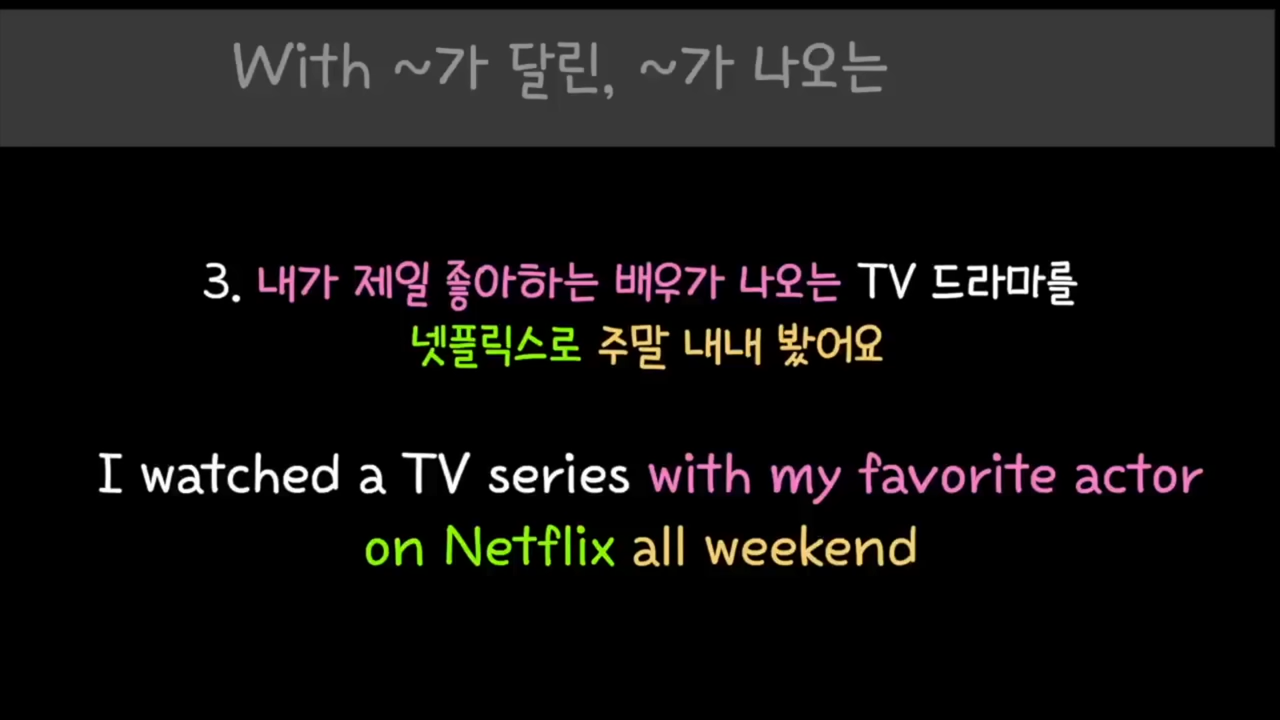 With ~가 달린, ~가 나오는
3. 내가 제일 좋아하는 배우가 나오는 TV 드라마를
넷플릭스로 주말 내내 봤어요
I watched a TV series with my favorite actor
on Netflix all weekend